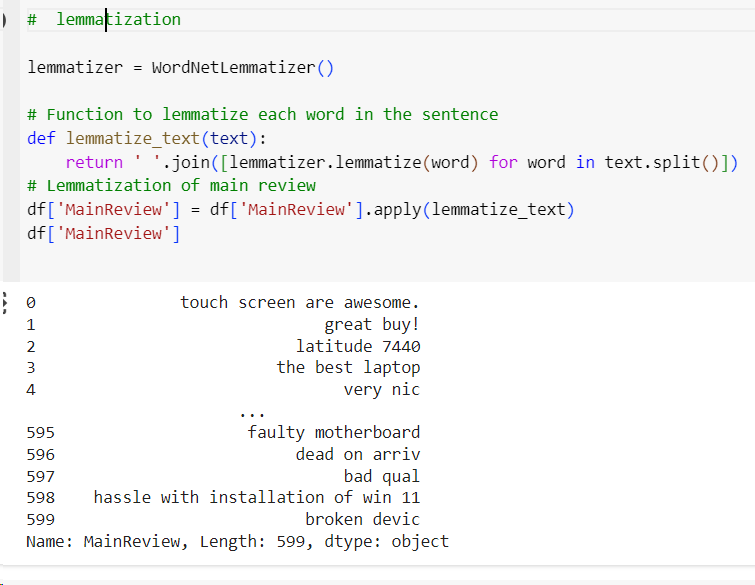 #  lemmatization
lemmatizer = WordNetLemmatizer()
# Function to lemmatize each word in the sentence
def lemmatize_text(text):
    return ' '.join([lemmatizer.lemmatize(word) for word in text.split()])
# Lemmatization of main review
df['MainReview'] = df['MainReview'].apply(lemmatize_text)
df['MainReview']
0               touch screen are awesome.
1                              great buy!
2                           latitude 7440
3                         the best laptop
4                                very nic
                      ...
595                    faulty motherboard
596                         dead on arriv
597                              bad qual
598    hassle with installation of win 11
599                          broken devic
Name: MainReview, Length: 599, dtype: object